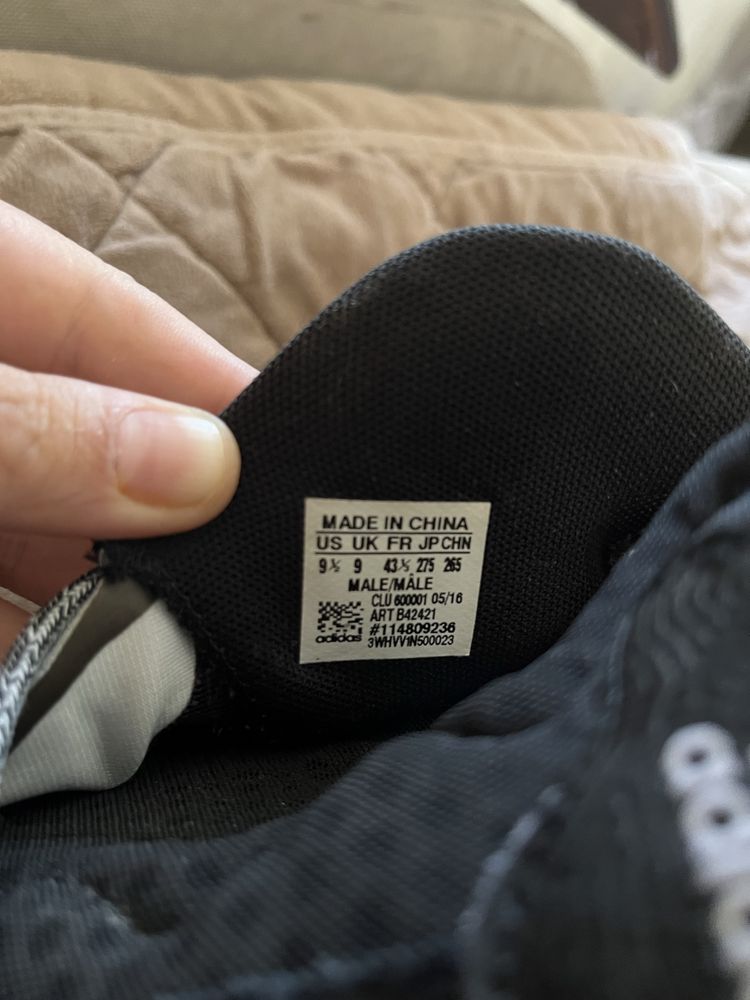 MADE IN CHINA
US UK FR JP CHN
9½ 9 43⅓ 275 265
MALE/MÂLE
CLU 600001 05/16
ART B42421
#114809236
adidas 3WHVV1N500023